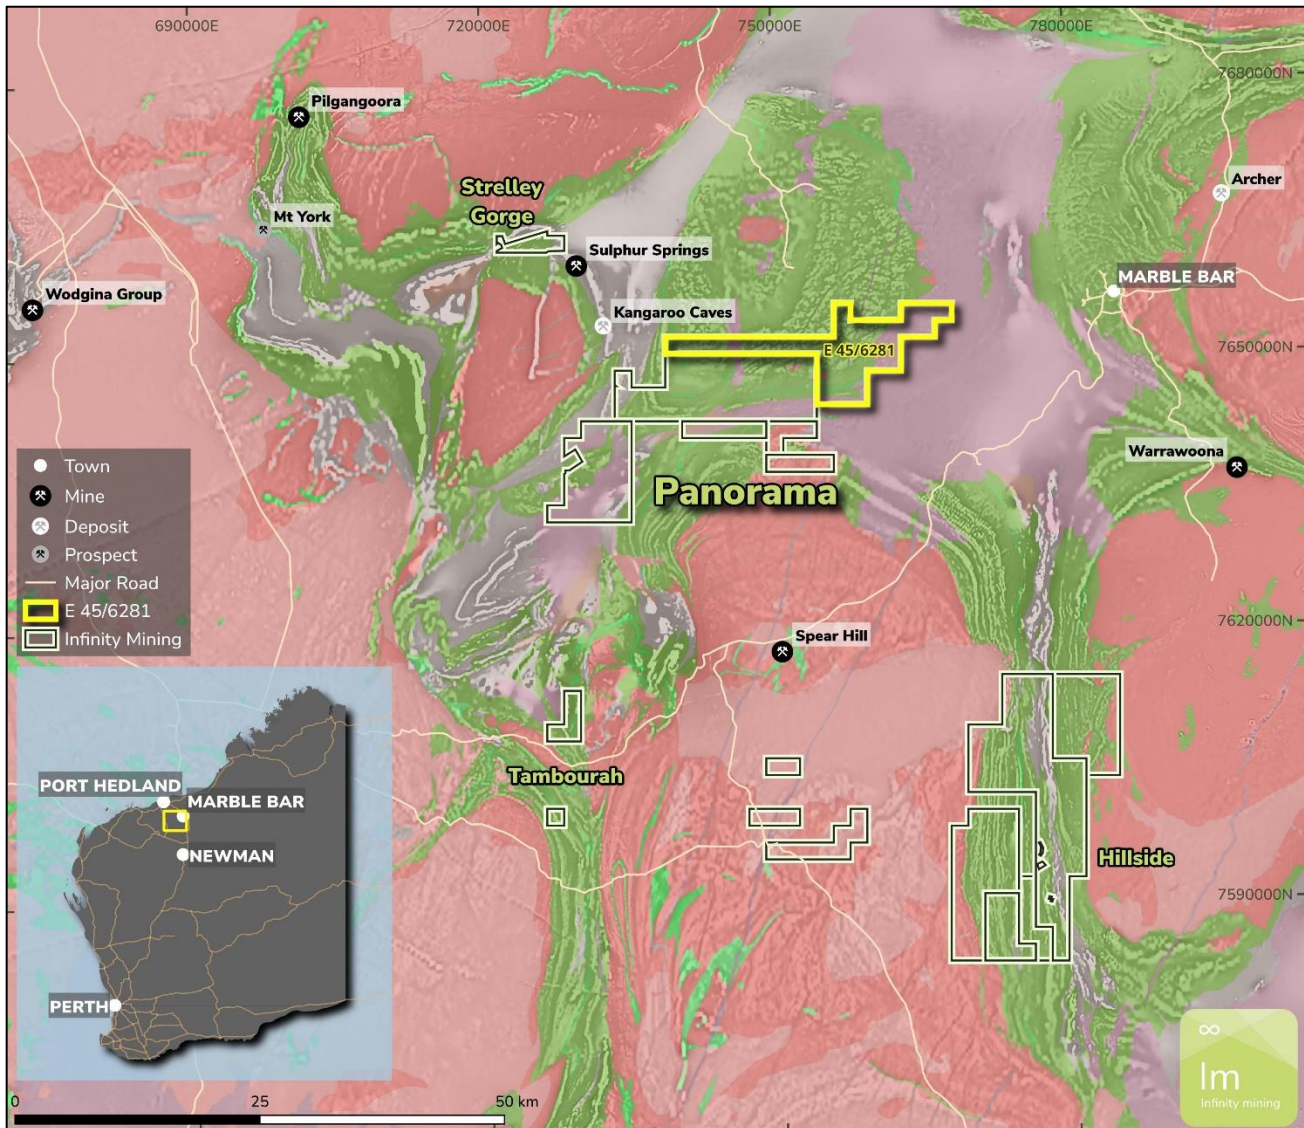 690000E
720000E
750000E
780000E
7680000N
Pilgangoora
Archer
Strelley
Gorge
Mt York
Sulphur Springs
MARBLE BAR
Wodgina Group
Kangaroo Caves
E 45/6281
7650000N
Warrawoona
Panorama
Town
Mine
Deposit
Prospect
Major Road
E 45/6281
Infinity Mining
7620000N
Spear Hill
Tambourah
Hillside
7590000N
PORT HEDLAND
MARBLE BAR
NEWMAN
PERTH
0
25
50 km
∞
Im
Infinity mining